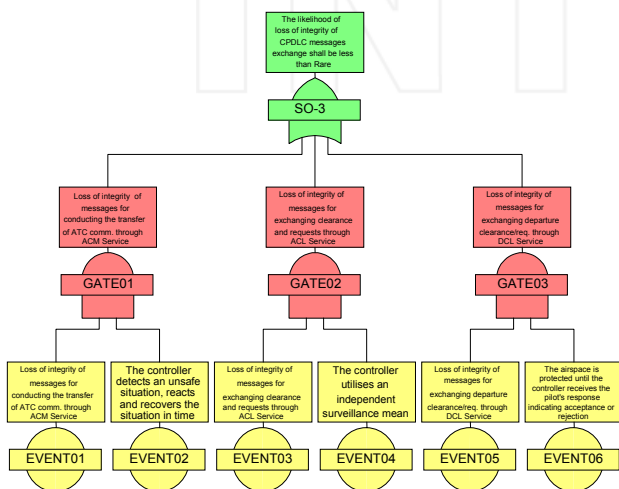 The likelihood of
loss of integrity of
CPDLC messages
exchange shall be less
than Rare
SO-3
Loss of integrity of
messages for
conducting the transfer
of ATC comm. through
ACM Service
Loss of integrity of
messages for
exchanging clearance
and requests through
ACL Service
Loss of integrity of
messages for
exchanging departure
clearance/req. through
DCL Service
GATE01
GATE02
GATE03
Loss of integrity of
messages for
conducting the transfer
of ATC comm. through
ACM Service
The controller
detects an unsafe
situation, reacts
and recovers the
situation in time
Loss of integrity of
messages for
exchanging clearance
and requests through
ACL Service
The controller
utilises an
independent
surveillance mean
Loss of integrity of
messages for
exchanging departure
clearance/req. through
DCL Service
The airspace is
protected until the
controller receives the
pilot's response
indicating acceptance or
rejection
EVENT01
EVENT02
EVENT03
EVENT04
EVENT05
EVENT06